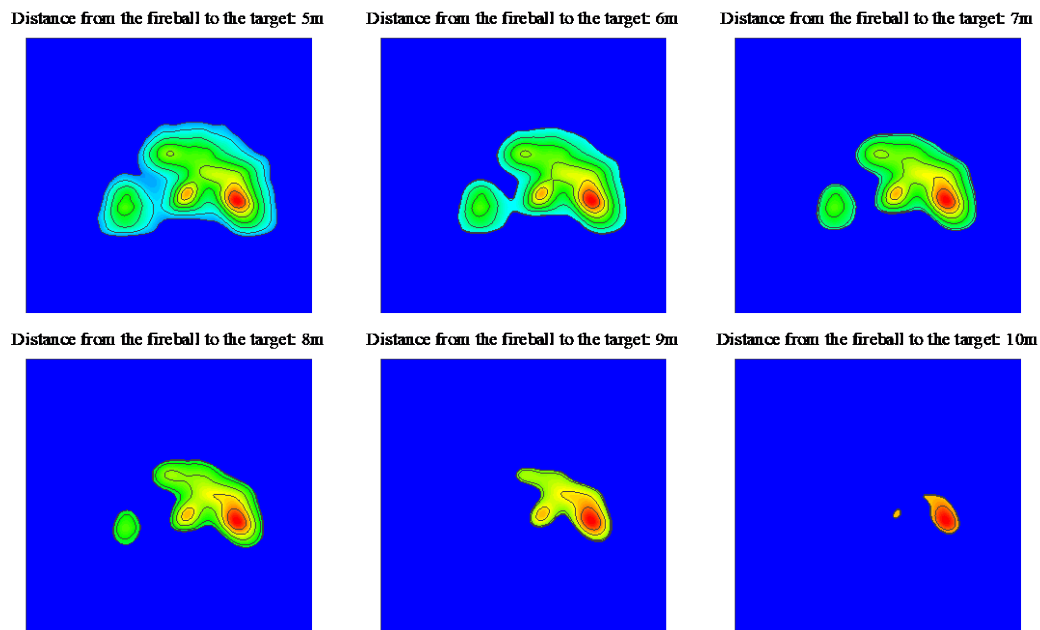 Distance from the fireball to the target: 5m
Distance from the fireball to the target: 6m
Distance from the fireball to the target: 7m
Distance from the fireball to the target: 8m
Distance from the fireball to the target: 9m
Distance from the fireball to the target: 10m